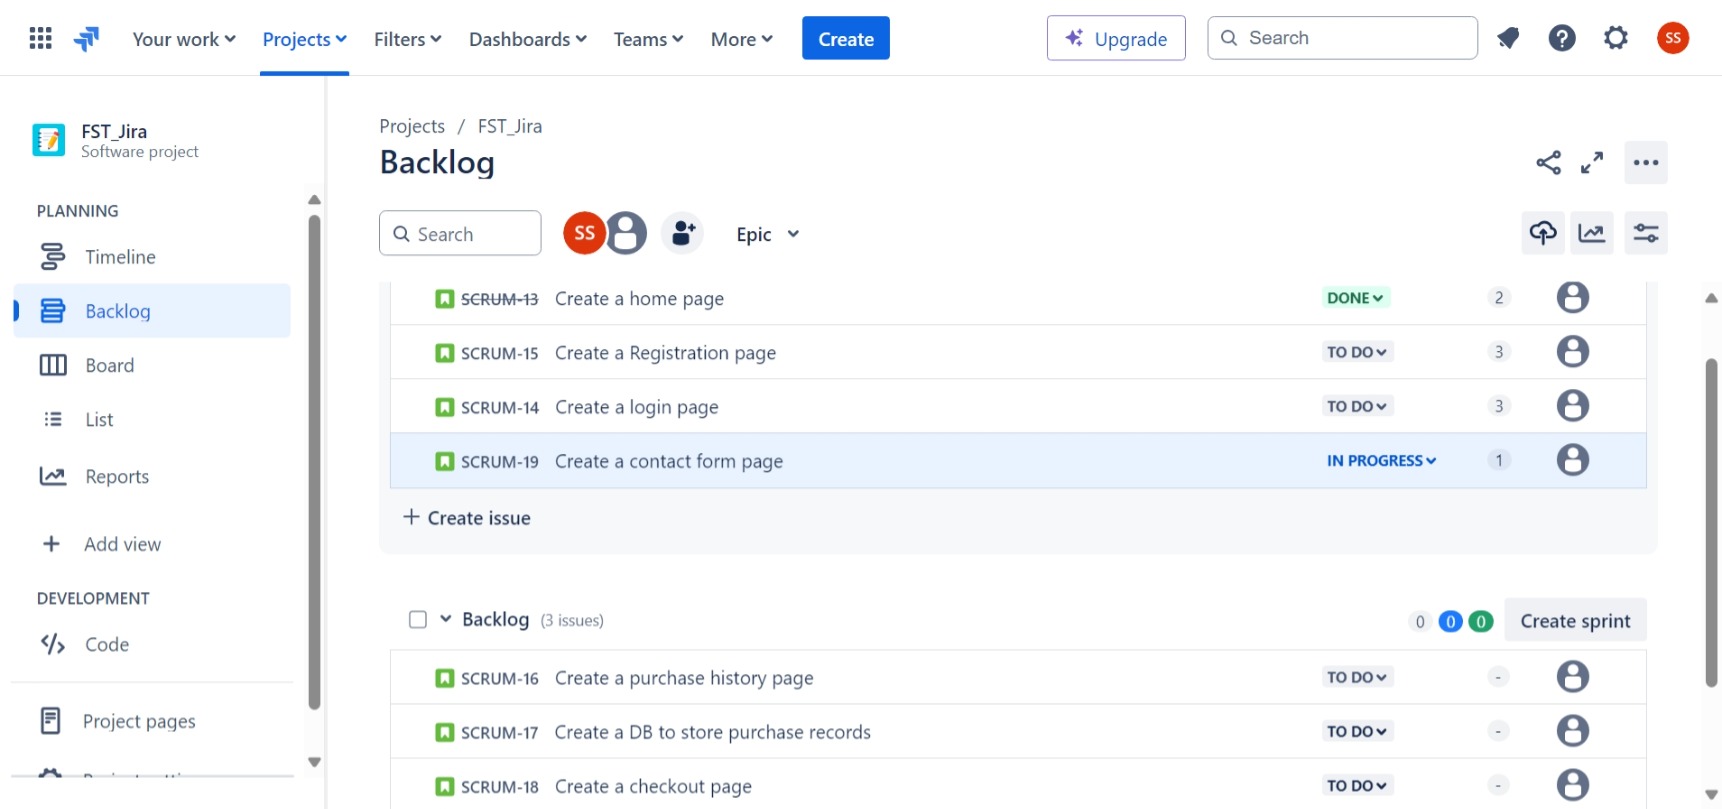 Your work Projects Filters Dashboards Teams More Create Upgrade Search SS
FST_Jira
Software project
PLANNING
Timeline
Backlog
Board
List
Reports
Add view
DEVELOPMENT
Code
Project pages
Projects / FST_Jira
Backlog
Search SS Epic
SCRUM-13 Create a home page DONE 2
SCRUM-15 Create a Registration page TO DO 3
SCRUM-14 Create a login page TO DO 3
SCRUM-19 Create a contact form page IN PROGRESS 1
+ Create issue
Backlog (3 issues) 0 0 0 Create sprint
SCRUM-16 Create a purchase history page TO DO -
SCRUM-17 Create a DB to store purchase records TO DO -
SCRUM-18 Create a checkout page TO DO -